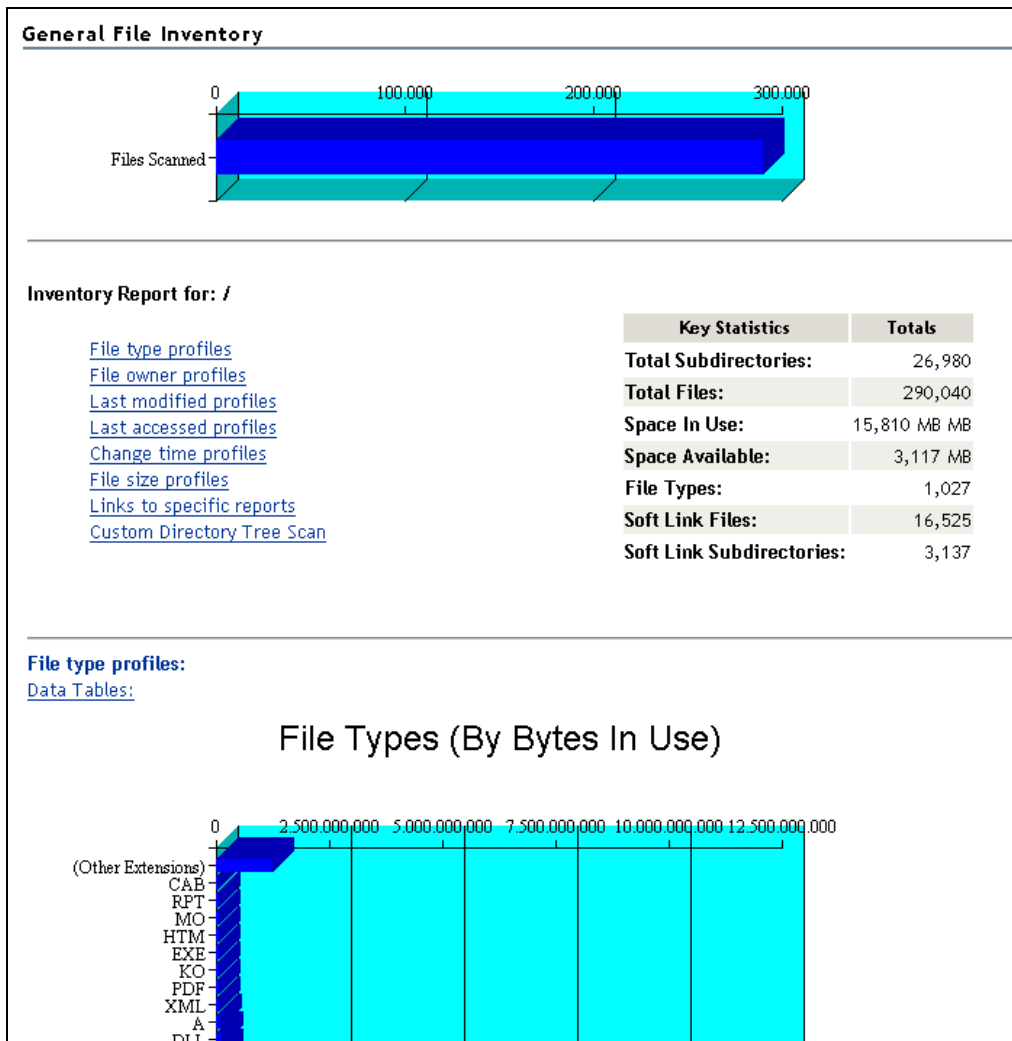 General File Inventory
0 100.000 200.000 300.000
Files Scanned
Inventory Report for: /
File type profiles
File owner profiles
Last modified profiles
Last accessed profiles
Change time profiles
File size profiles
Links to specific reports
Custom Directory Tree Scan
Key Statistics Totals
Total Subdirectories: 26,980
Total Files: 290,040
Space In Use: 15,810 MB MB
Space Available: 3,117 MB
File Types: 1,027
Soft Link Files: 16,525
Soft Link Subdirectories: 3,137
File type profiles:
Data Tables:
File Types (By Bytes In Use)
0 2.500.000.000 5.000.000.000 7.500.000.000 10.000.000.000 12.500.000.000
(Other Extensions)
CAB
RPT
MO
HTM
EXE
KO
PDF
XML
A
DLL